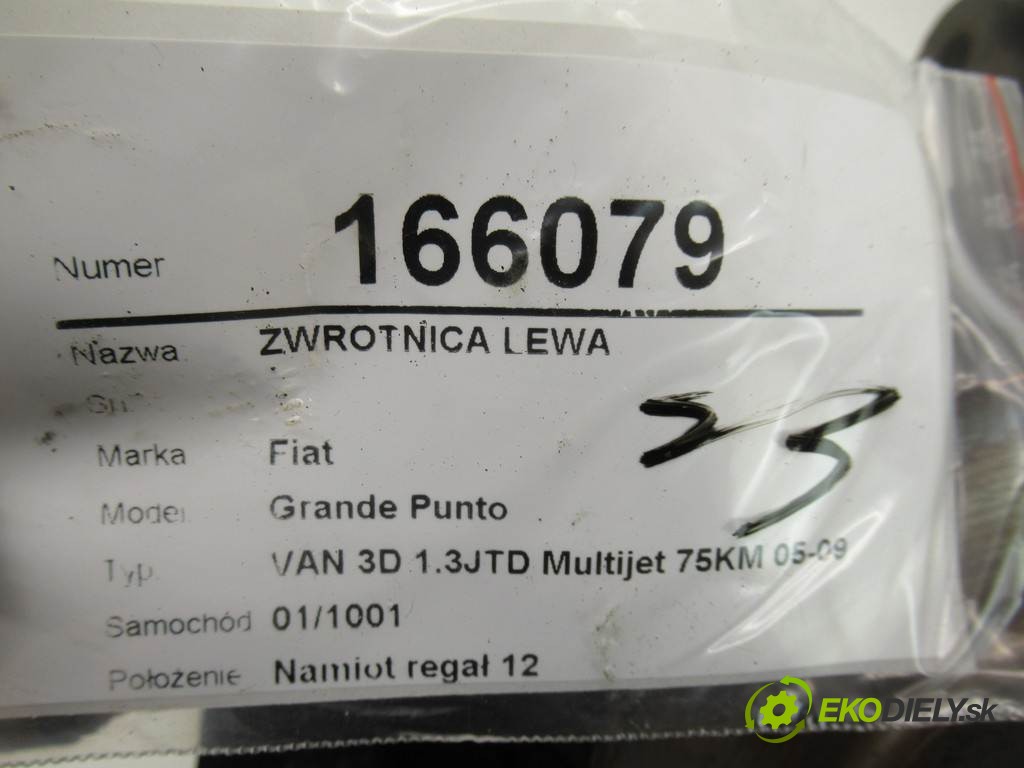 Numer 166079
Nazwa ZWROTNICA LEWA
Marka Fiat
Model Grande Punto
Typ VAN 3D 1.3JTD Multijet 75KM 05-09
Samochód 01/1001
Położenie Namiot regał 12
EKODIELY.sk